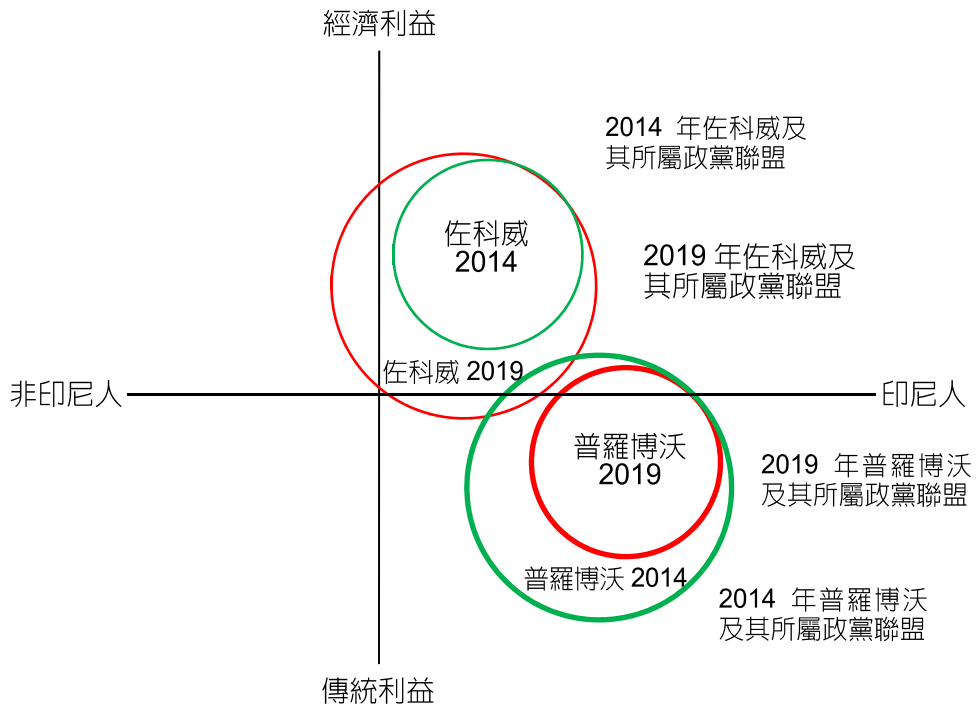 經濟利益
2014 年佐科威及
其所屬政黨聯盟
佐科威
2014
2019 年佐科威及
其所屬政黨聯盟
佐科威 2019
非印尼人
印尼人
普羅博沃
2019
2019 年普羅博沃
及其所屬政黨聯盟
普羅博沃 2014
2014 年普羅博沃
及其所屬政黨聯盟
傳統利益